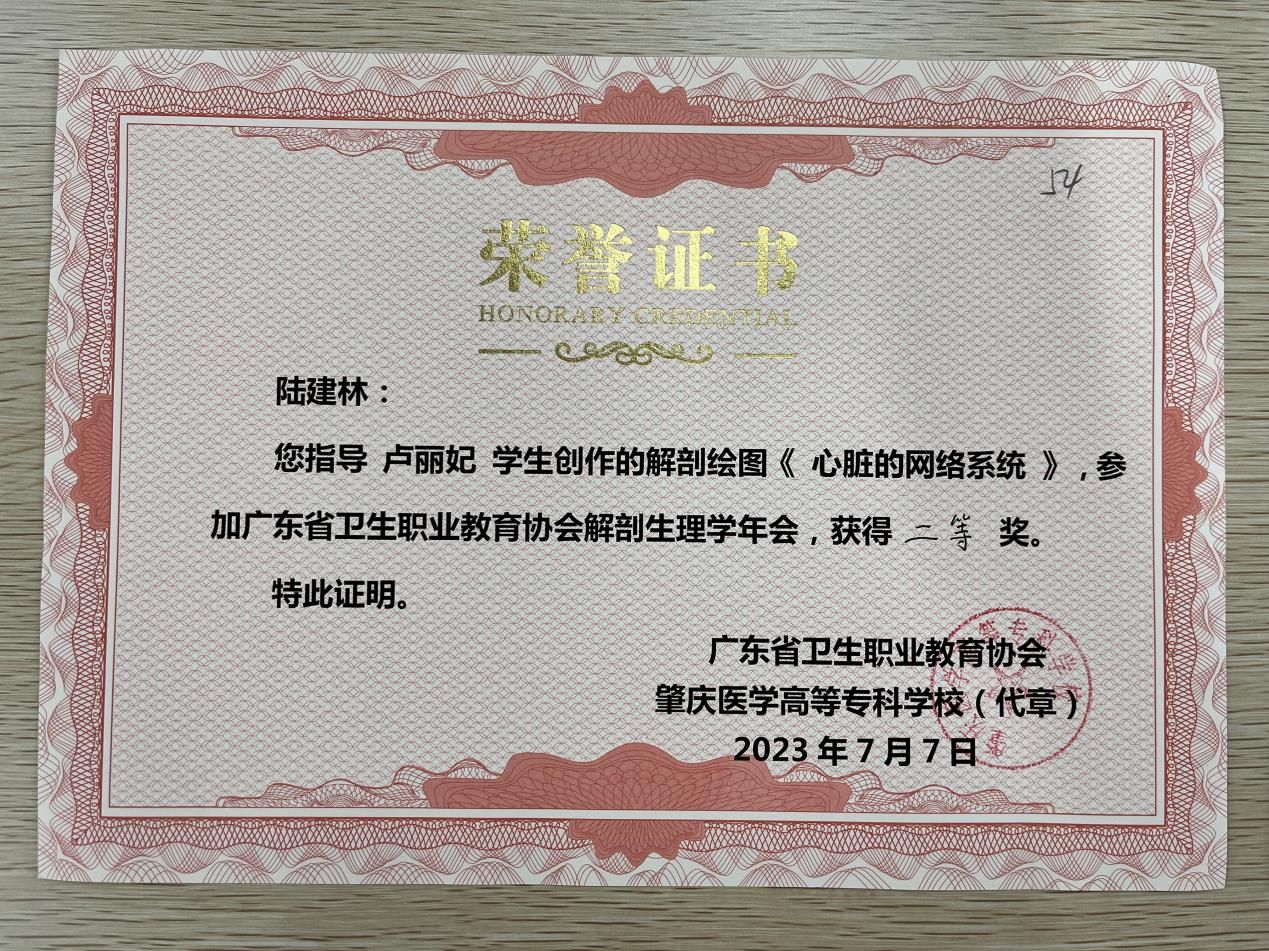 54
荣誉证书
HONORARY CREDENTIAL
陆建林：
您指导 卢丽妃 学生创作的解剖绘图《 心脏的网络系统 》，参
加广东省卫生职业教育协会解剖生理学年会，获得 二等 奖。
特此证明。
广东省卫生职业教育协会
肇庆医学高等专科学校（代章）
2023 年 7 月 7 日